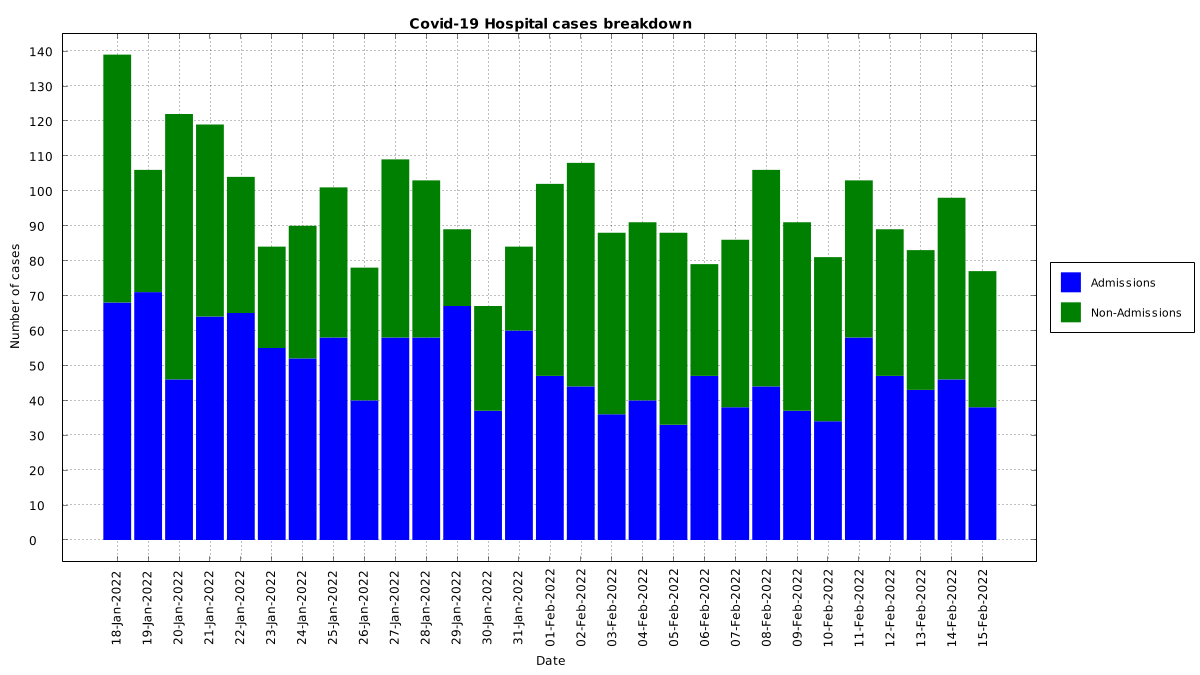 Covid-19 Hospital cases breakdown
140
130
120
110
100
90
80
70
60
50
40
30
20
10
0
Number of cases
18-Jan-2022
19-Jan-2022
20-Jan-2022
21-Jan-2022
22-Jan-2022
23-Jan-2022
24-Jan-2022
25-Jan-2022
26-Jan-2022
27-Jan-2022
28-Jan-2022
29-Jan-2022
30-Jan-2022
31-Jan-2022
01-Feb-2022
02-Feb-2022
03-Feb-2022
04-Feb-2022
05-Feb-2022
06-Feb-2022
07-Feb-2022
08-Feb-2022
09-Feb-2022
10-Feb-2022
11-Feb-2022
12-Feb-2022
13-Feb-2022
14-Feb-2022
15-Feb-2022
Date
Admissions
Non-Admissions